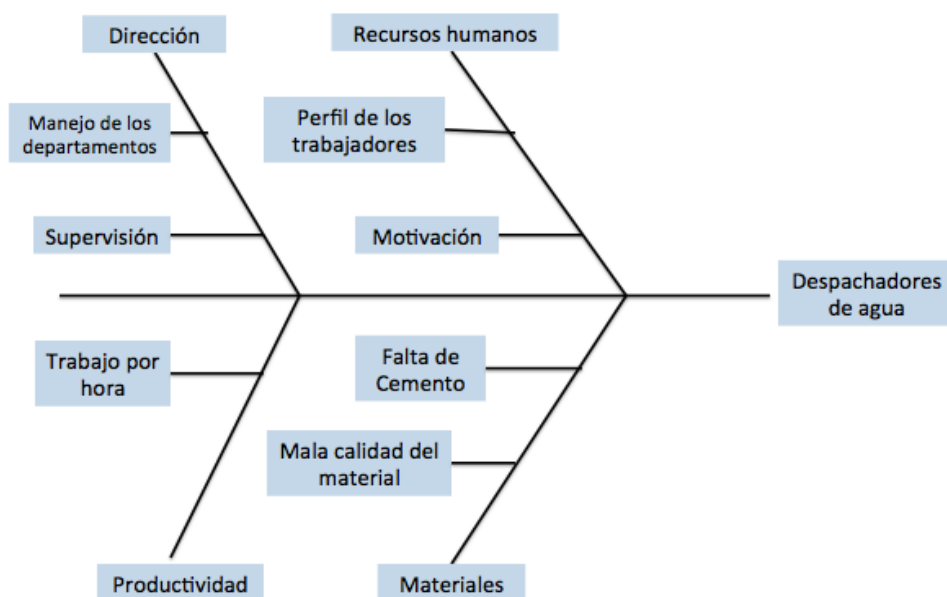 Dirección
Recursos humanos
Manejo de los
departamentos
Perfil de los
trabajadores
Supervisión
Motivación
Despachadores
de agua
Trabajo por
hora
Falta de
Cemento
Mala calidad del
material
Productividad
Materiales